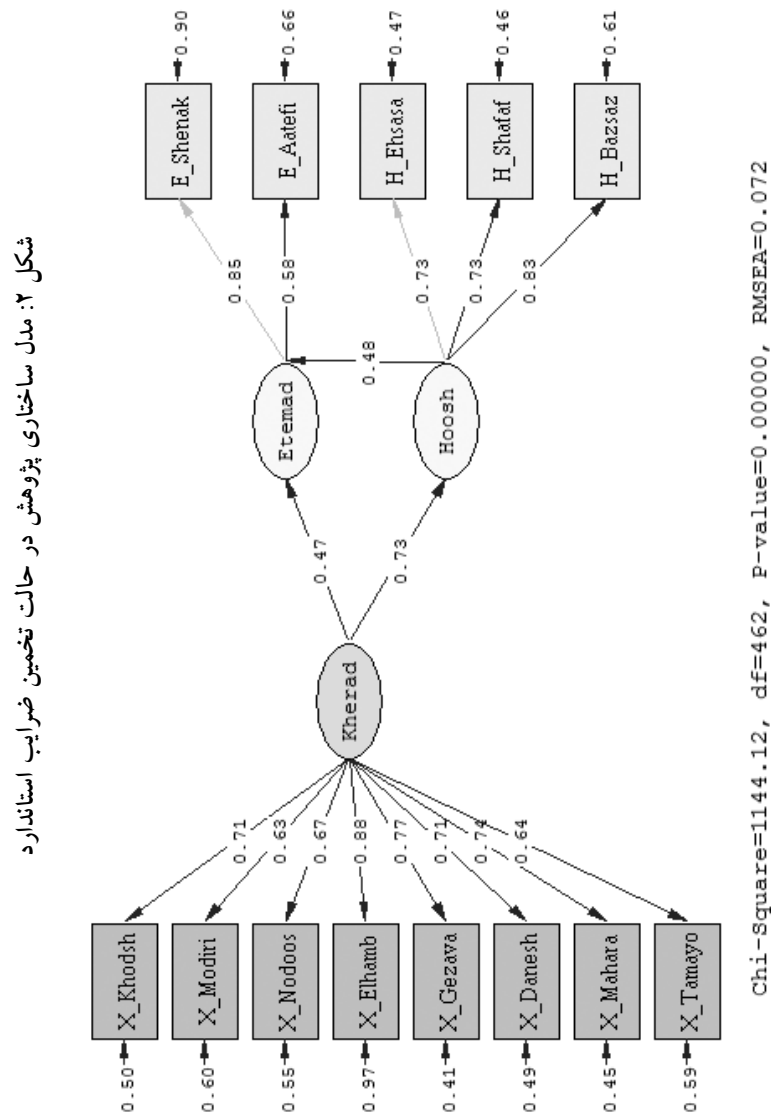 شکل ۲: مدل ساختاری پژوهش در حالت تخمین ضرایب استاندارد
0.50
X_Khodsh
0.71
0.60
X_Modiri
0.63
0.55
X_Nodoos
0.67
0.97
X_Elhamb
0.88
0.41
X_Gezava
0.77
0.49
X_Danesh
0.71
0.45
X_Mahara
0.74
0.59
X_Tamayo
0.64
Kherad
0.47
0.73
Etemad
0.48
Hoosh
0.85
E_Shenak
0.90
0.58
E_Aatefi
0.66
0.73
H_Ehsasa
0.47
0.73
H_Shafaf
0.46
0.83
H_Bazsaz
0.61
Chi-Square=1144.12, df=462, P-value=0.00000, RMSEA=0.072